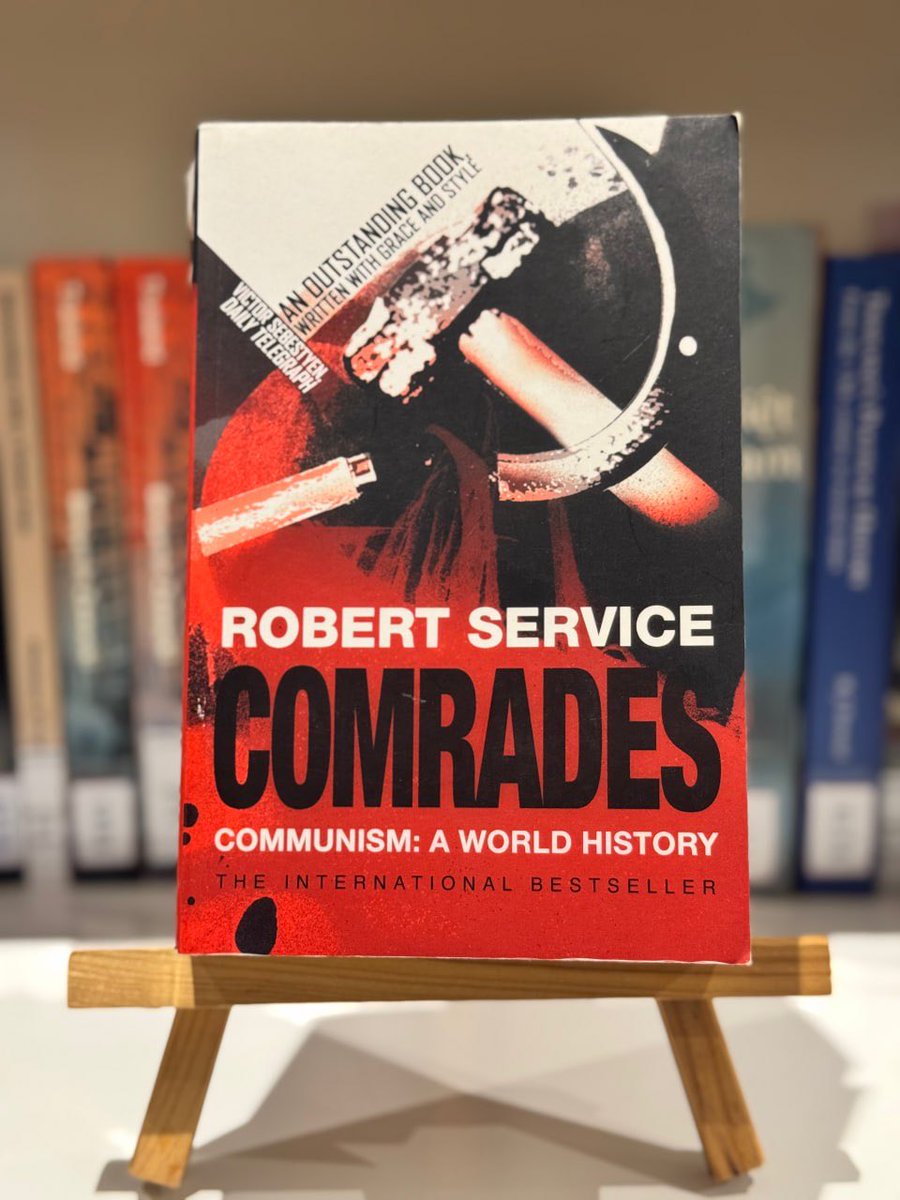 AN OUTSTANDING BOOK,
WRITTEN WITH GRACE AND STYLE
VICTOR SEBESTYEN,
DAILY TELEGRAPH
ROBERT SERVICE
COMRADES
COMMUNISM: A WORLD HISTORY
THE INTERNATIONAL BESTSELLER